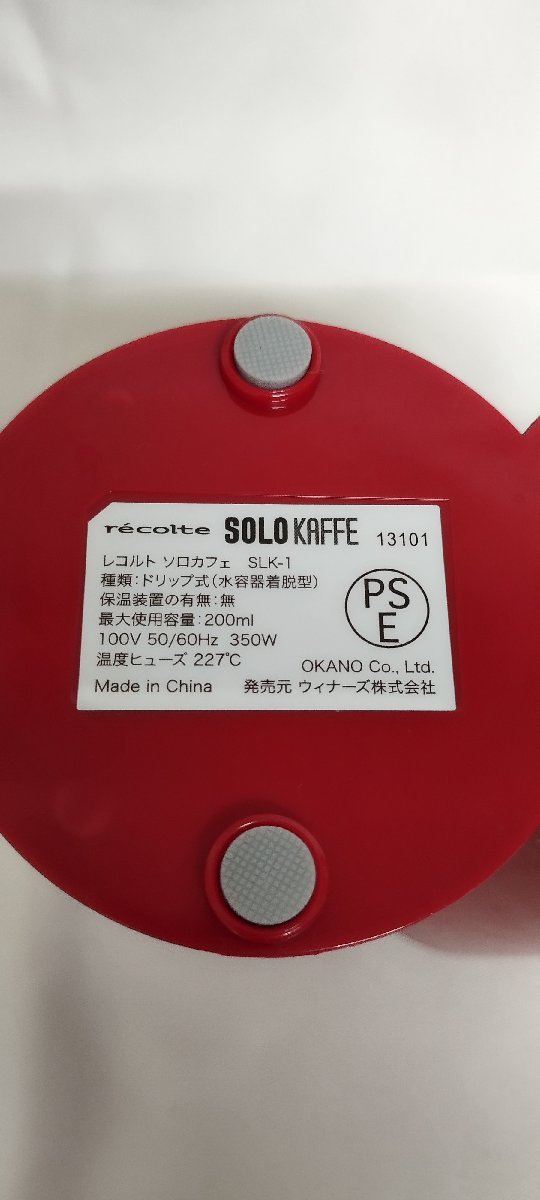 récolte SOLO KAFFE 13101
レコルト ソロカフェ SLK-1
種類:ドリップ式(水容器着脱型)
保温装置の有無:無
最大使用容量:200ml
100V 50/60Hz 350W
温度ヒューズ 227℃
PS
E
OKANO Co., Ltd.
Made in China 発売元 ウィナーズ株式会社